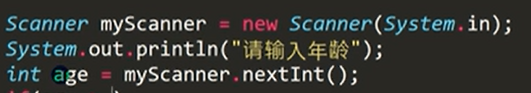 Scanner myScanner = new Scanner(System.in);
System.out.println("请输入年龄");
int age = myScanner.nextInt();